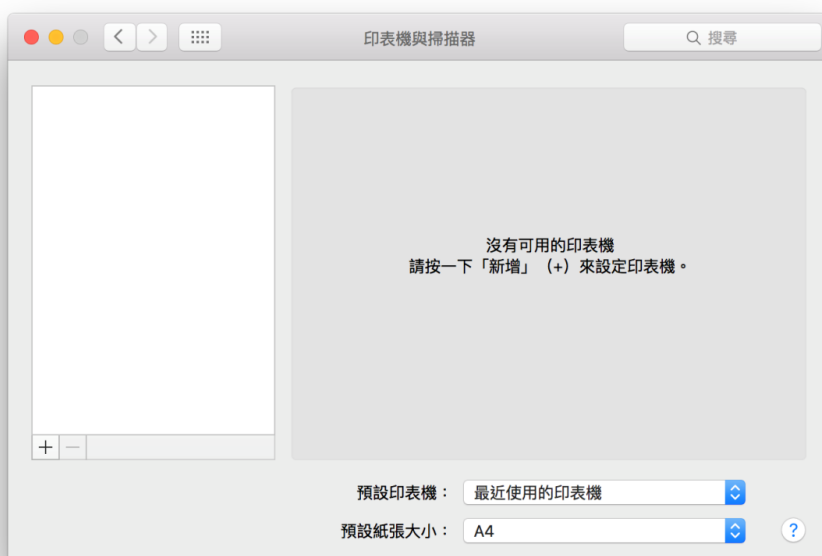 印表機與掃描器
搜尋
沒有可用的印表機
請按一下「新增」（+）來設定印表機。
+ −
預設印表機：
最近使用的印表機
預設紙張大小：
A4
?